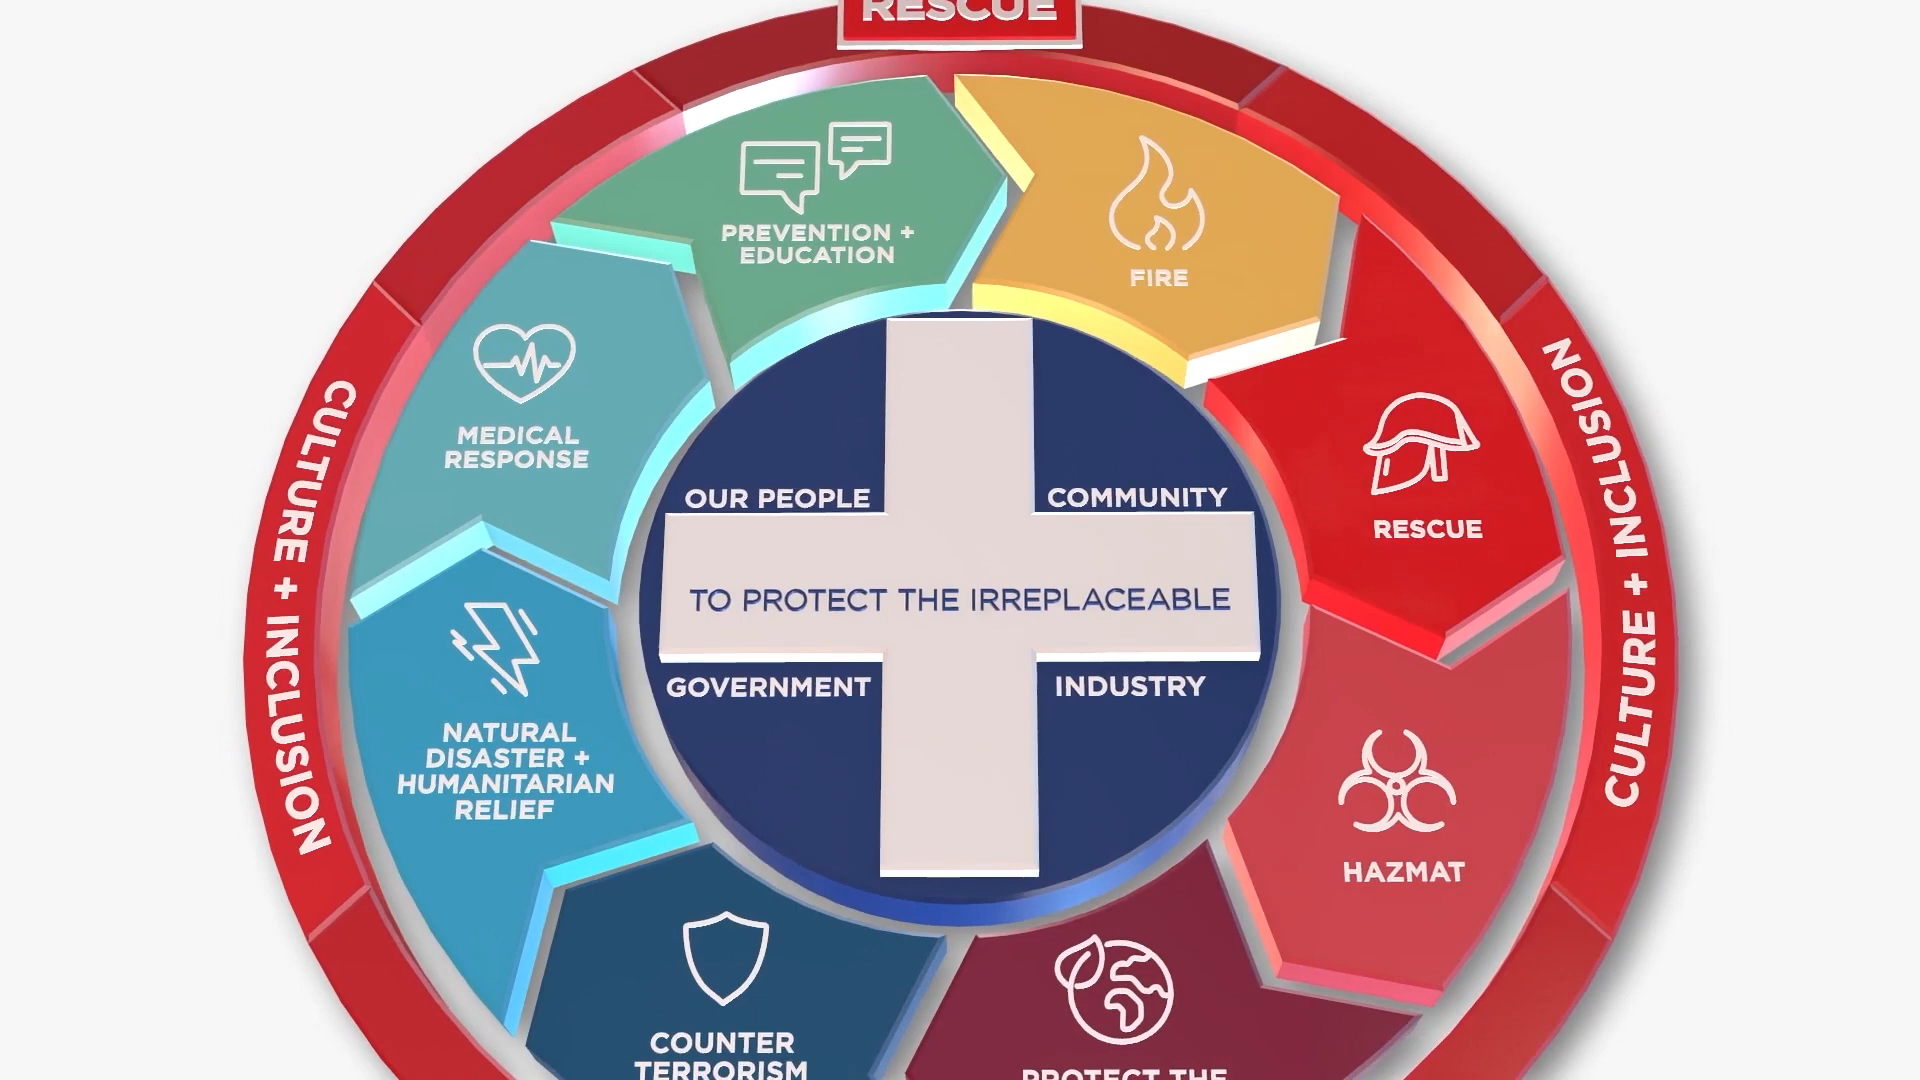 RESCUE
PREVENTION +
EDUCATION
FIRE
MEDICAL
RESPONSE
RESCUE
CULTURE + INCLUSION
CULTURE + INCLUSION
OUR PEOPLE
COMMUNITY
TO PROTECT THE IRREPLACEABLE
GOVERNMENT
INDUSTRY
NATURAL
DISASTER +
HUMANITARIAN
RELIEF
HAZMAT
COUNTER
TERRORISM
PROTECT THE